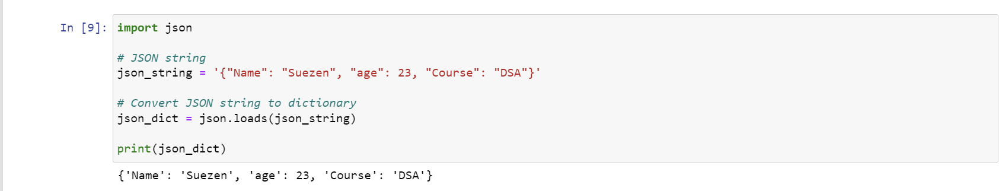 In [9]: import json
# JSON string
json_string = '{"Name": "Suezen", "age": 23, "Course": "DSA"}'
# Convert JSON string to dictionary
json_dict = json.loads(json_string)
print(json_dict)
{'Name': 'Suezen', 'age': 23, 'Course': 'DSA'}